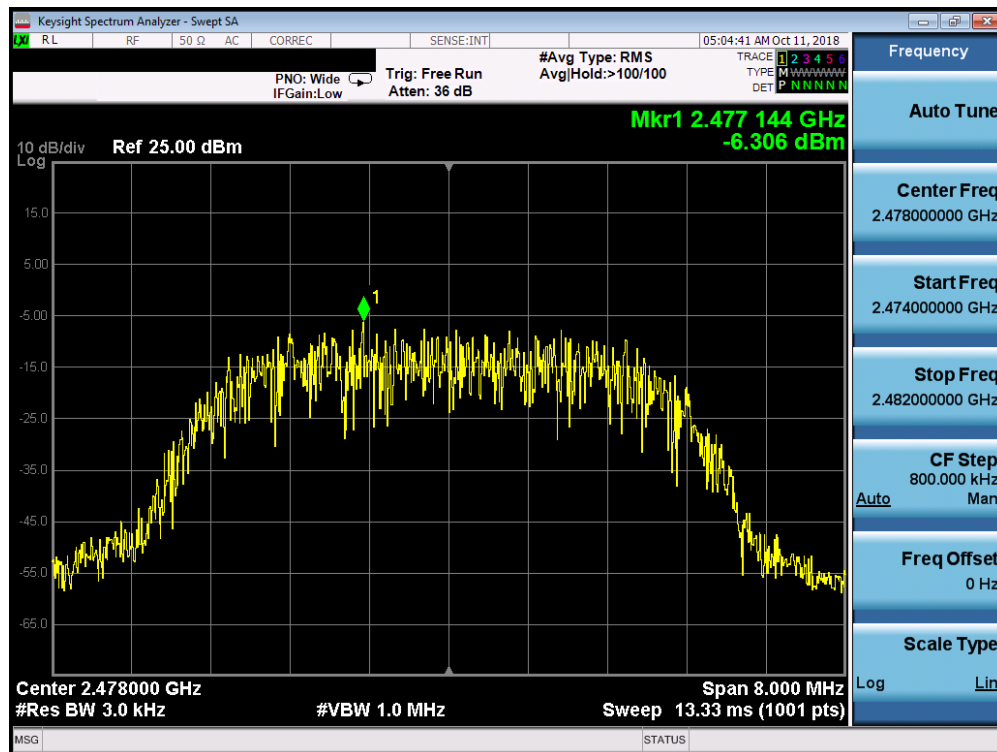 Keysight Spectrum Analyzer - Swept SA
LXI RL RF 50 Ω AC CORREC SENSE:INT 05:04:41 AM Oct 11, 2018
PNO: Wide
IFGain:Low
Trig: Free Run
Atten: 36 dB
#Avg Type: RMS
Avg|Hold:>100/100
TRACE 1 2 3 4 5 6
TYPE M WWWWW
DET P N N N N N
Mkr1 2.477 144 GHz
-6.306 dBm
10 dB/div Ref 25.00 dBm
Log
15.0
5.00
-5.00
-15.0
-25.0
-35.0
-45.0
-55.0
-65.0
1
Center 2.478000 GHz Span 8.000 MHz
#Res BW 3.0 kHz #VBW 1.0 MHz Sweep 13.33 ms (1001 pts)
MSG STATUS
Frequency
Auto Tune
Center Freq
2.478000000 GHz
Start Freq
2.474000000 GHz
Stop Freq
2.482000000 GHz
CF Step
800.000 kHz
Auto Man
Freq Offset
0 Hz
Scale Type
Log Lin